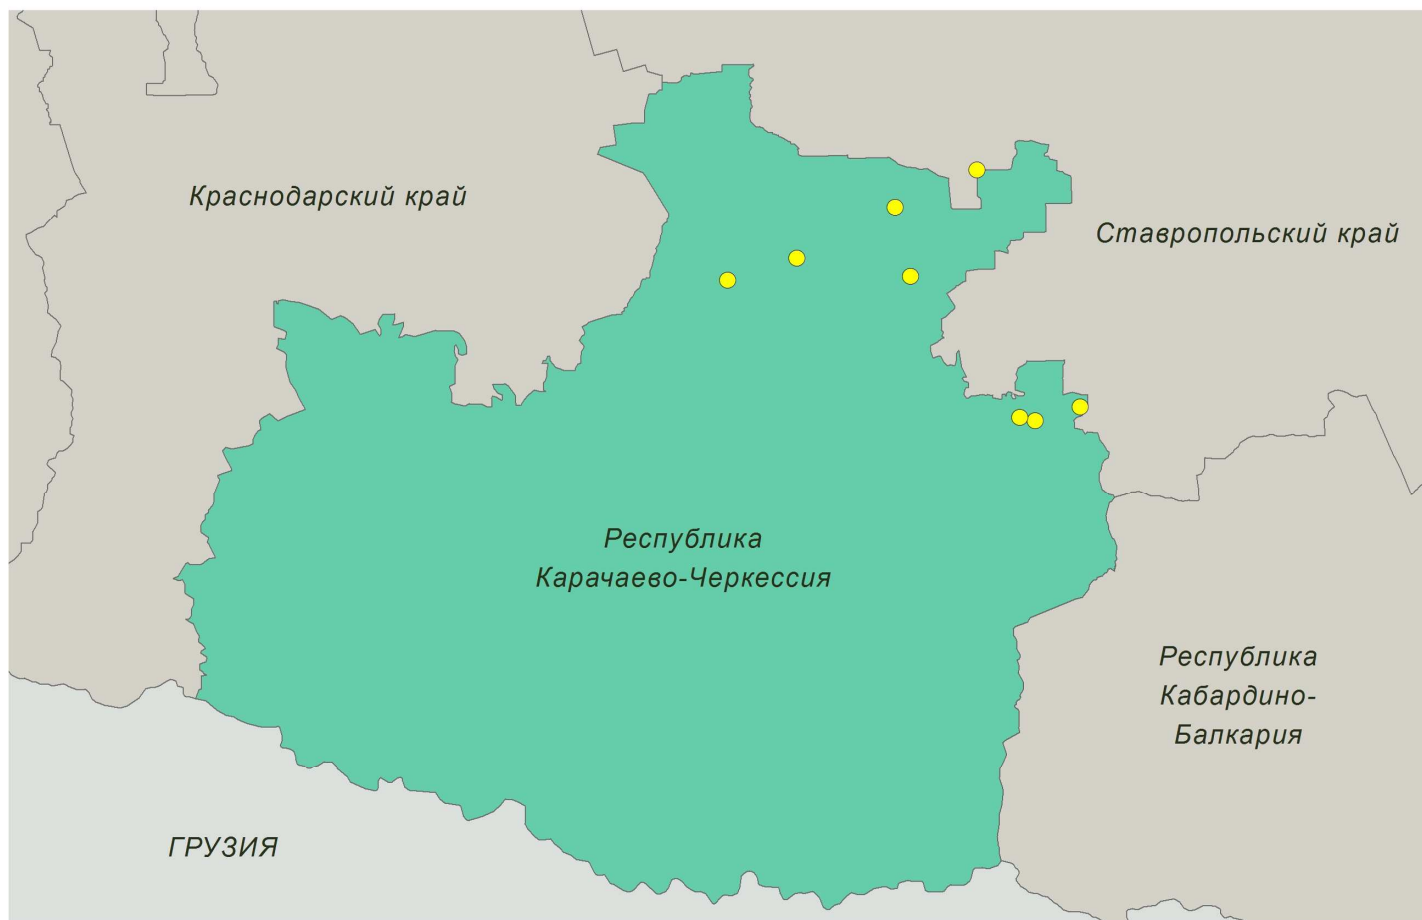 Краснодарский край
Ставропольский край
Республика
Карачаево-Черкессия
Республика
Кабардино-
Балкария
ГРУЗИЯ